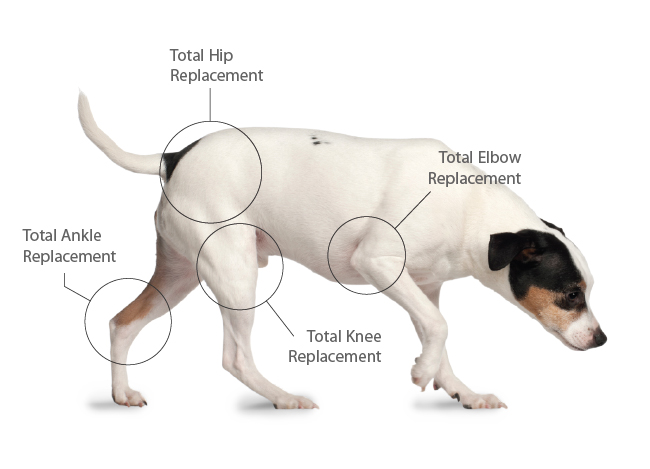 Total Hip
Replacement
Total Elbow
Replacement
Total Ankle
Replacement
Total Knee
Replacement